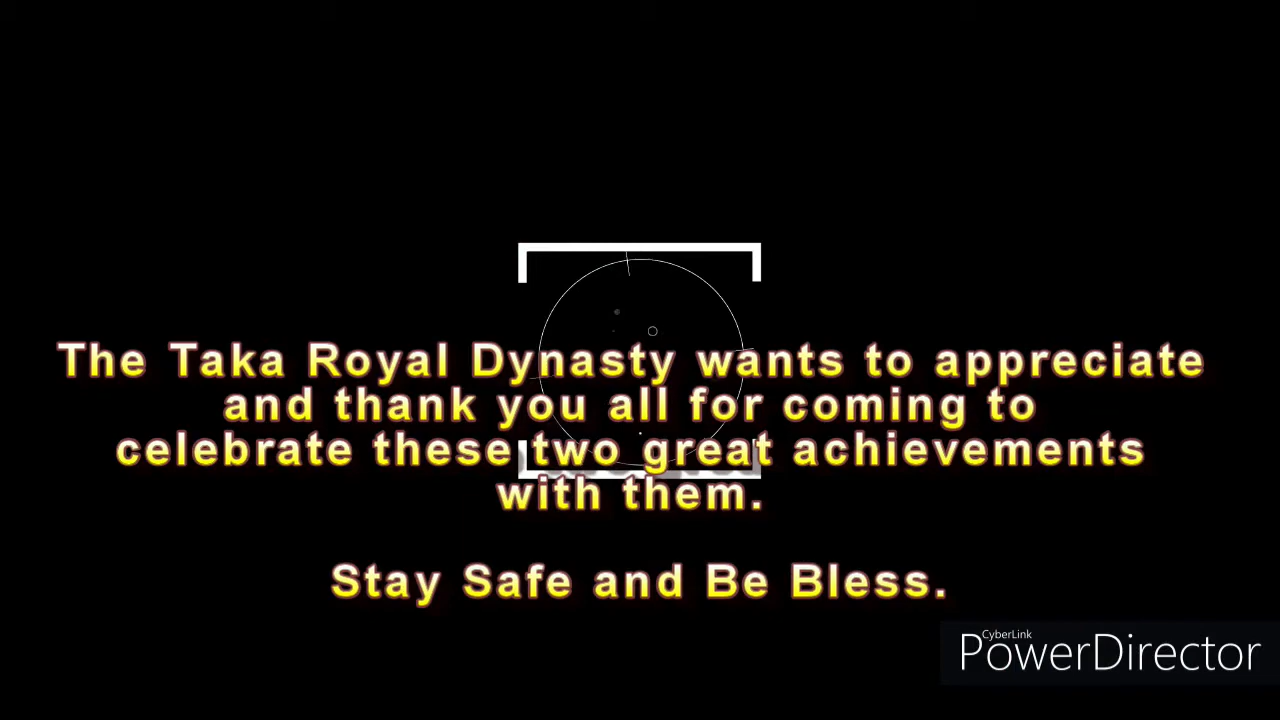 The Taka Royal Dynasty wants to appreciate
and thank you all for coming to
celebrate these two great achievements
with them.
Stay Safe and Be Bless.
CyberLink
PowerDirector